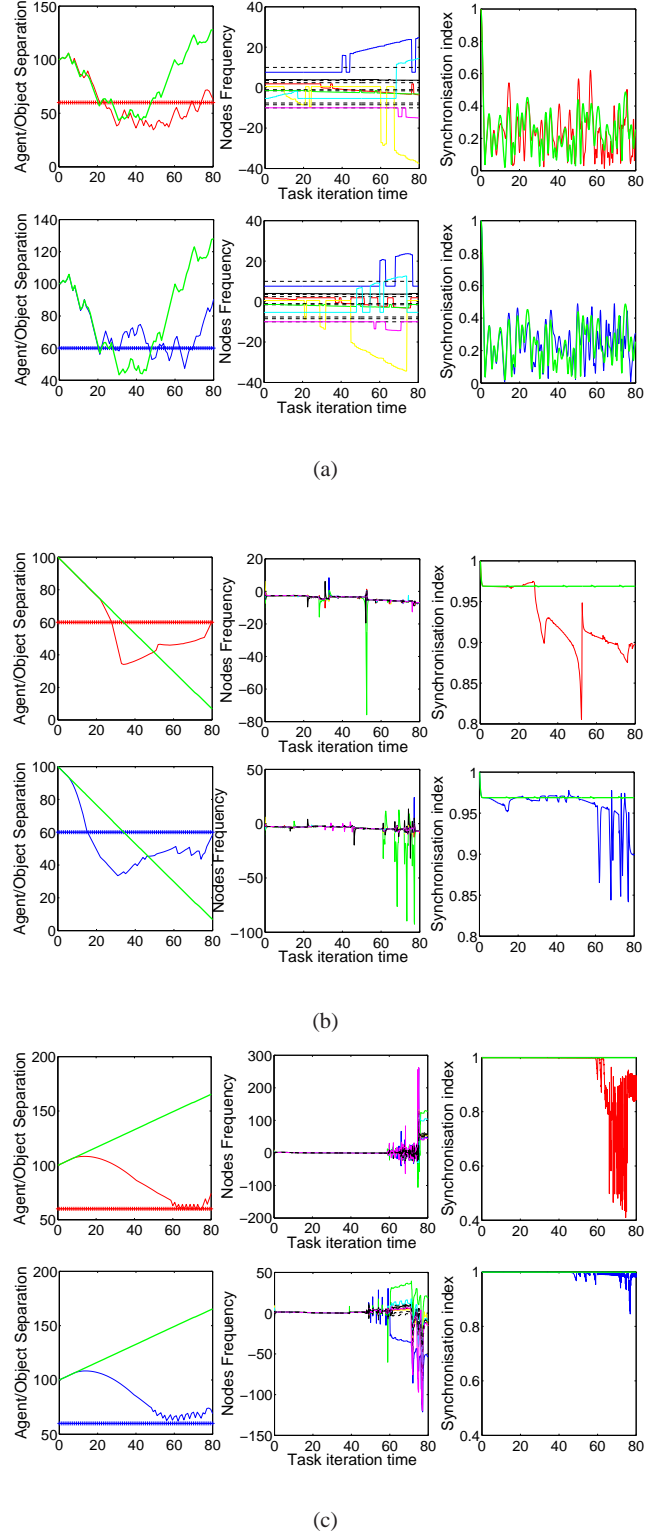 Agent/Object Separation
150
100
50
0
0 20 40 60 80
Nodes Frequency
40
20
0
−20
−40
0 20 40 60 80
Task iteration time
Synchronisation index
1
0.8
0.6
0.4
0.2
0
0 20 40 60 80
Agent/Object Separation
140
120
100
80
60
40
0 20 40 60 80
Nodes Frequency
40
20
0
−20
−40
0 20 40 60 80
Task iteration time
Synchronisation index
1
0.8
0.6
0.4
0.2
0
0 20 40 60 80
(a)
Agent/Object Separation
100
80
60
40
20
0
0 20 40 60 80
Nodes Frequency
20
0
−20
−40
−60
−80
0 20 40 60 80
Task iteration time
Synchronisation index
1
0.95
0.9
0.85
0.8
0 20 40 60 80
Agent/Object Separation
100
80
60
40
20
0
0 20 40 60 80
Nodes Frequency
50
0
−50
−100
0 20 40 60 80
Task iteration time
Synchronisation index
1
0.95
0.9
0.85
0.8
0 20 40 60 80
(b)
Agent/Object Separation
200
150
100
50
0 20 40 60 80
Nodes Frequency
300
200
100
0
−100
−200
0 20 40 60 80
Task iteration time
Synchronisation index
1
0.8
0.6
0.4
0 20 40 60 80
Agent/Object Separation
200
150
100
50
0 20 40 60 80
Nodes Frequency
50
0
−50
−100
−150
0 20 40 60 80
Task iteration time
Synchronisation index
1
0.8
0.6
0.4
0 20 40 60 80
(c)